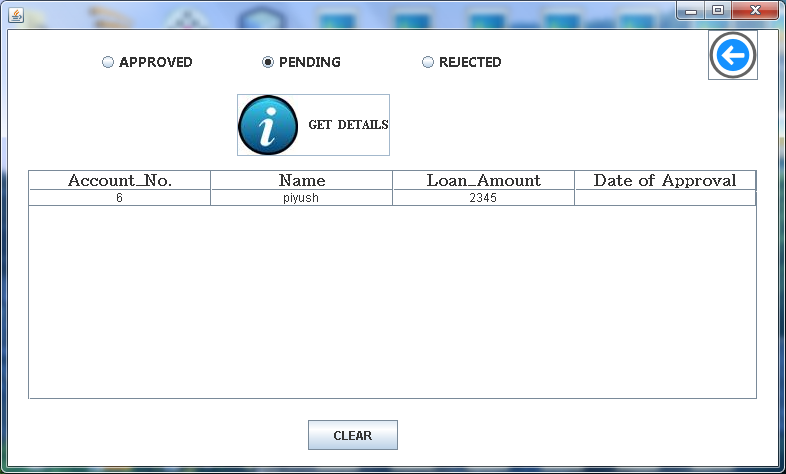 APPROVED PENDING REJECTED
i GET DETAILS
Account_No. Name Loan_Amount Date of Approval
6 piyush 2345
CLEAR